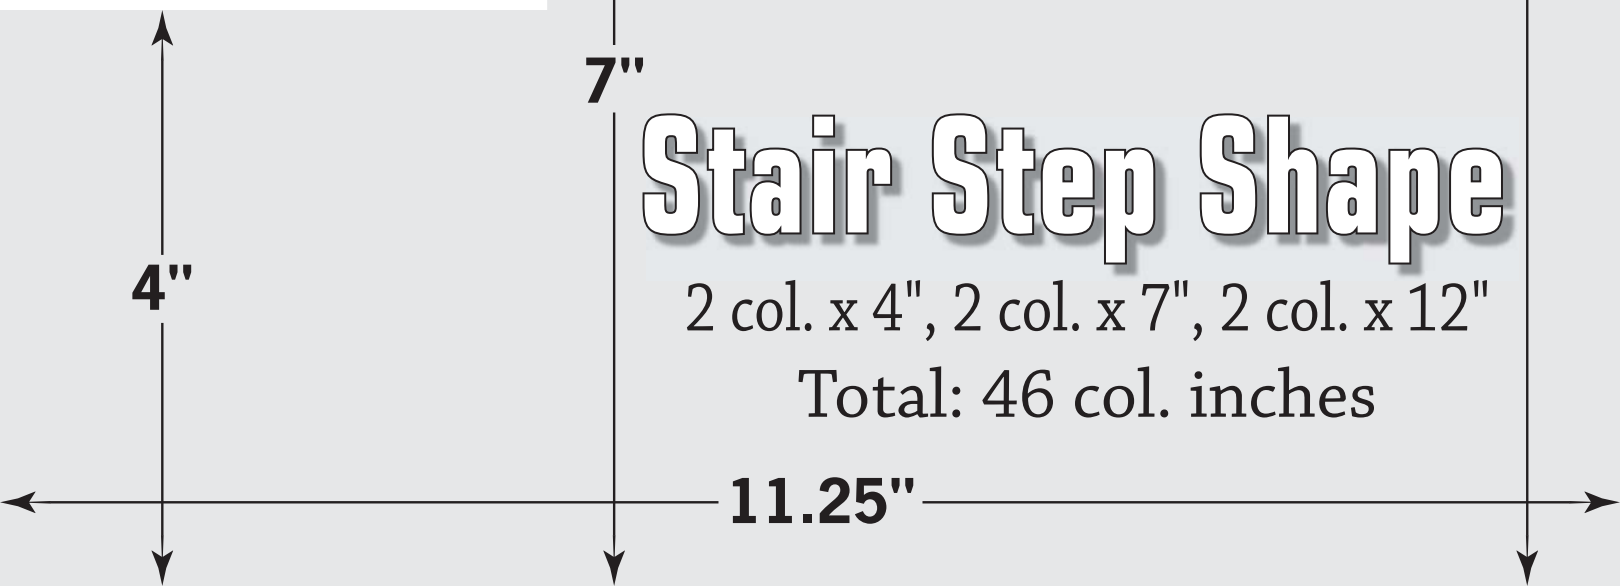 7"
Stair Step Shape
4"
2 col. x 4", 2 col. x 7", 2 col. x 12"
Total: 46 col. inches
11.25"